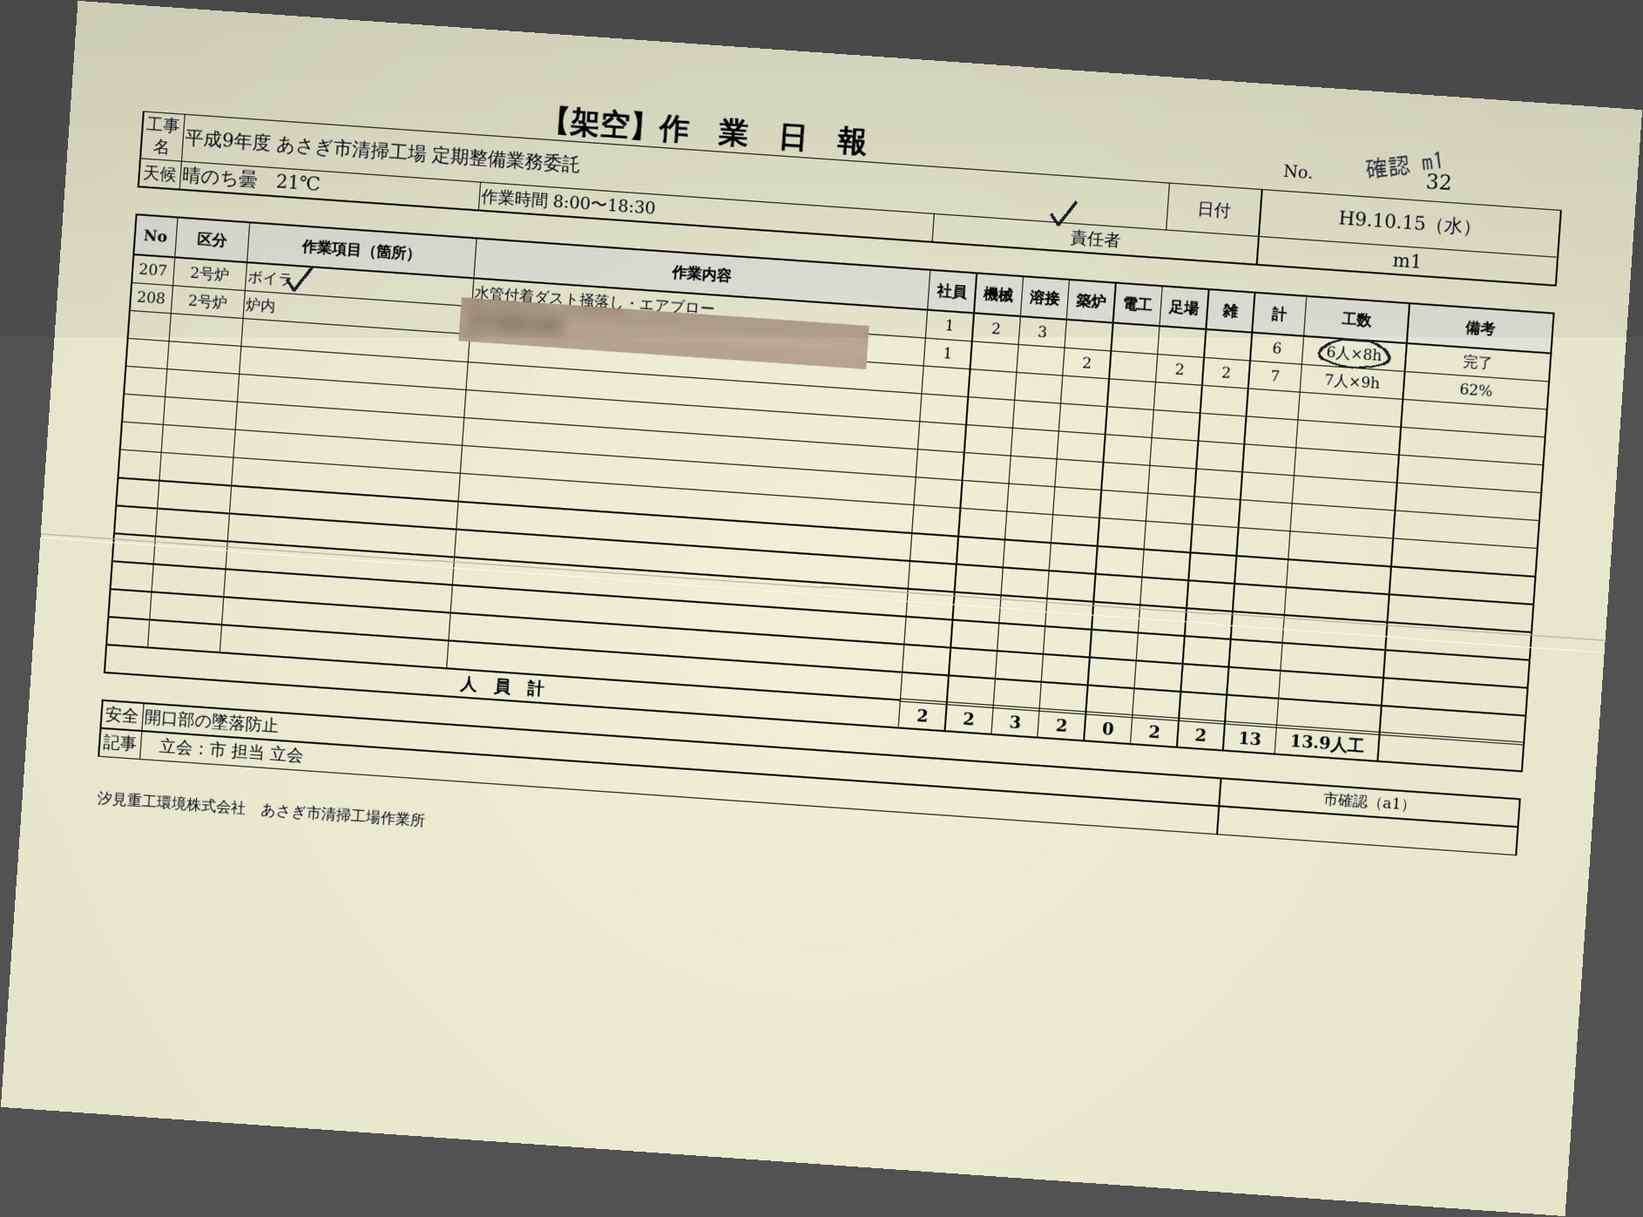 【架空】作 業 日 報
確認 m1
No. 32
工事名 平成9年度 あさぎ市清掃工場 定期整備業務委託 日付 H9.10.15（水）
天候 晴のち曇 21℃ 作業時間 8:00〜18:30 責任者 m1
No 区分 作業項目（箇所） 作業内容 社員 機械 溶接 築炉 電工 足場 雑 計 工数 備考
207 2号炉 ボイラ 水管付着ダスト掻落し・エアブロー 1 2 3 6 6人×8h 完了
208 2号炉 炉内 1 2 2 2 7 7人×9h 62%
人 員 計 2 2 3 2 0 2 2 13 13.9人工
安全 開口部の墜落防止 市確認（a1）
記事 立会：市 担当 立会
汐見重工環境株式会社 あさぎ市清掃工場作業所